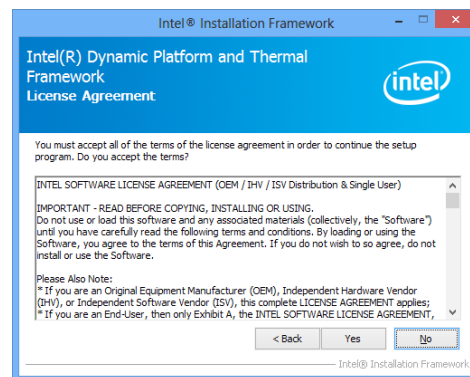 Intel® Installation Framework
Intel(R) Dynamic Platform and Thermal
Framework
License Agreement
intel
You must accept all of the terms of the license agreement in order to continue the setup
program. Do you accept the terms?
INTEL SOFTWARE LICENSE AGREEMENT (OEM / IHV / ISV Distribution & Single User)
IMPORTANT - READ BEFORE COPYING, INSTALLING OR USING.
Do not use or load this software and any associated materials (collectively, the "Software")
until you have carefully read the following terms and conditions. By loading or using the
Software, you agree to the terms of this Agreement. If you do not wish to so agree, do not
install or use the Software.
Please Also Note:
* If you are an Original Equipment Manufacturer (OEM), Independent Hardware Vendor
(IHV), or Independent Software Vendor (ISV), this complete LICENSE AGREEMENT applies;
* If you are an End-User, then only Exhibit A, the INTEL SOFTWARE LICENSE AGREEMENT,
< Back Yes No
Intel® Installation Framework